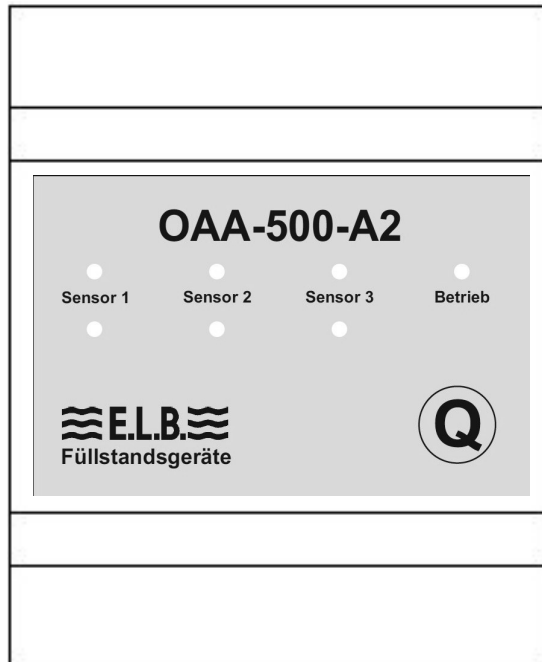 OAA-500-A2
Sensor 1 Sensor 2 Sensor 3 Betrieb
E.L.B.
Füllstandsgeräte
Q